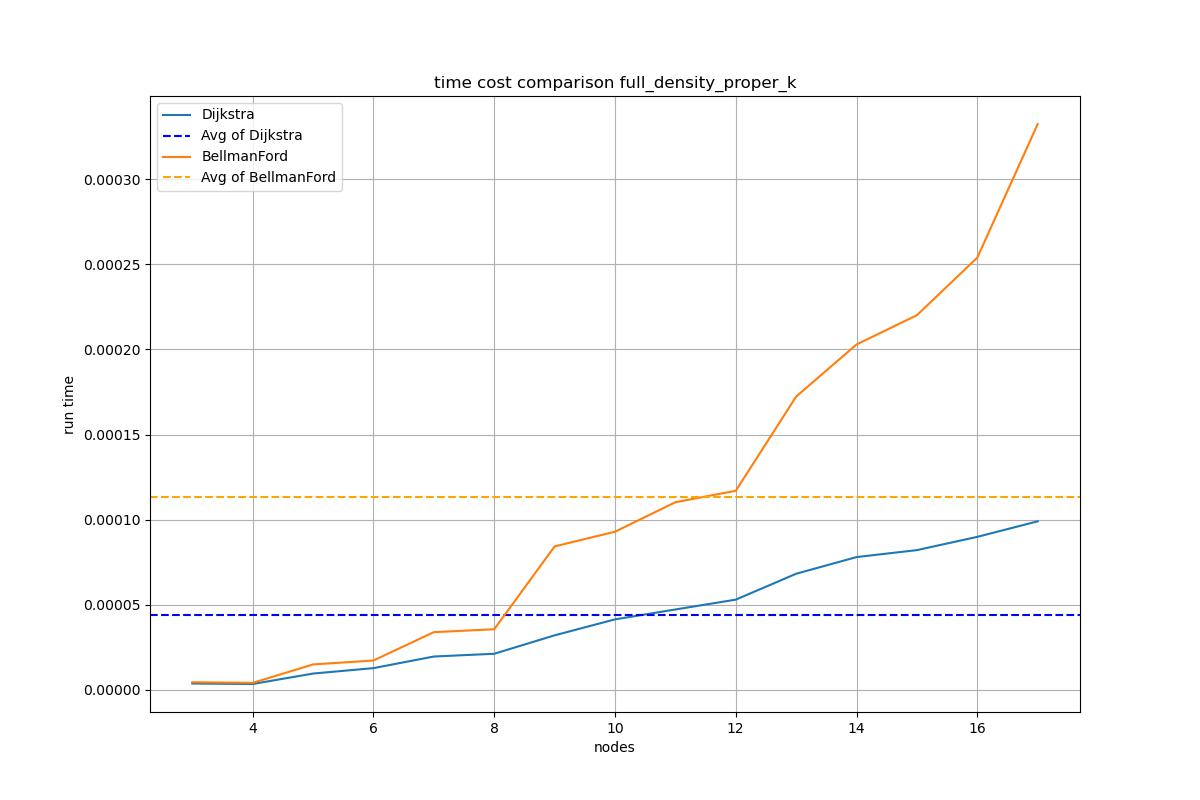 time cost comparison full_density_proper_k
Dijkstra
Avg of Dijkstra
BellmanFord
Avg of BellmanFord
0.00030
0.00025
0.00020
0.00015
0.00010
0.00005
0.00000
run time
4 6 8 10 12 14 16
nodes